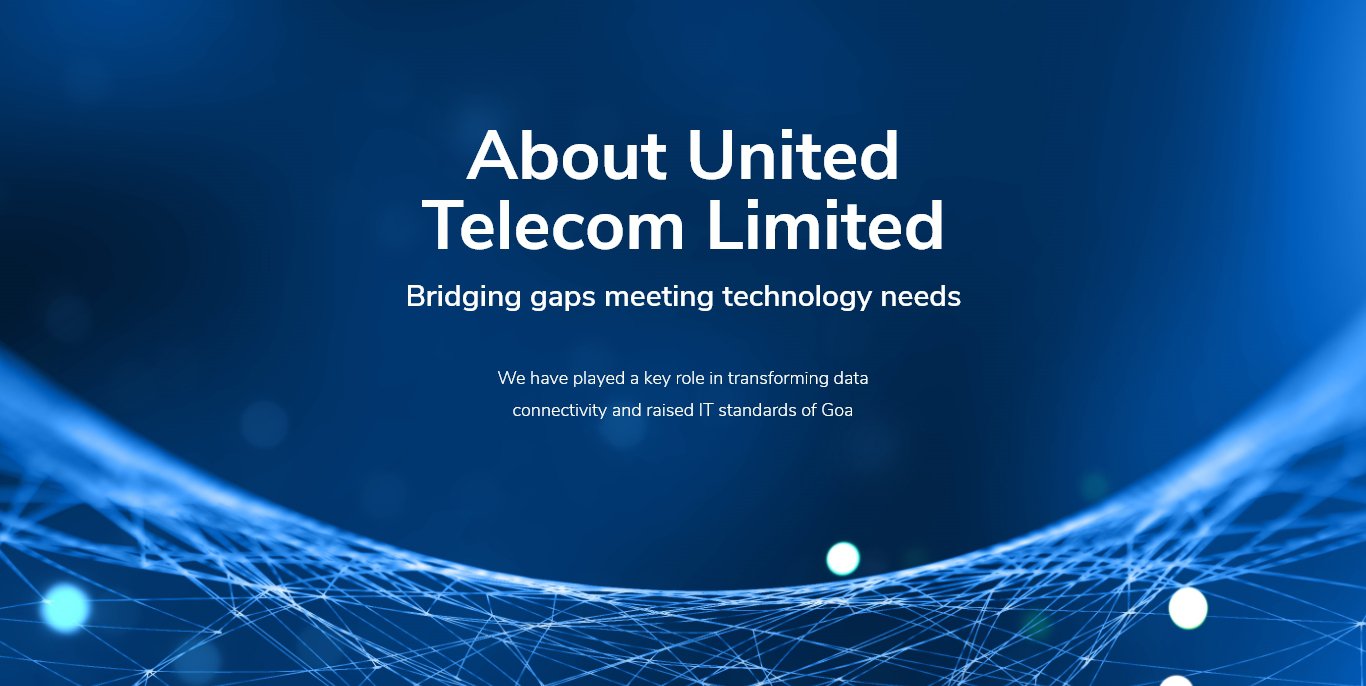 About United
Telecom Limited
Bridging gaps meeting technology needs
We have played a key role in transforming data
connectivity and raised IT standards of Goa